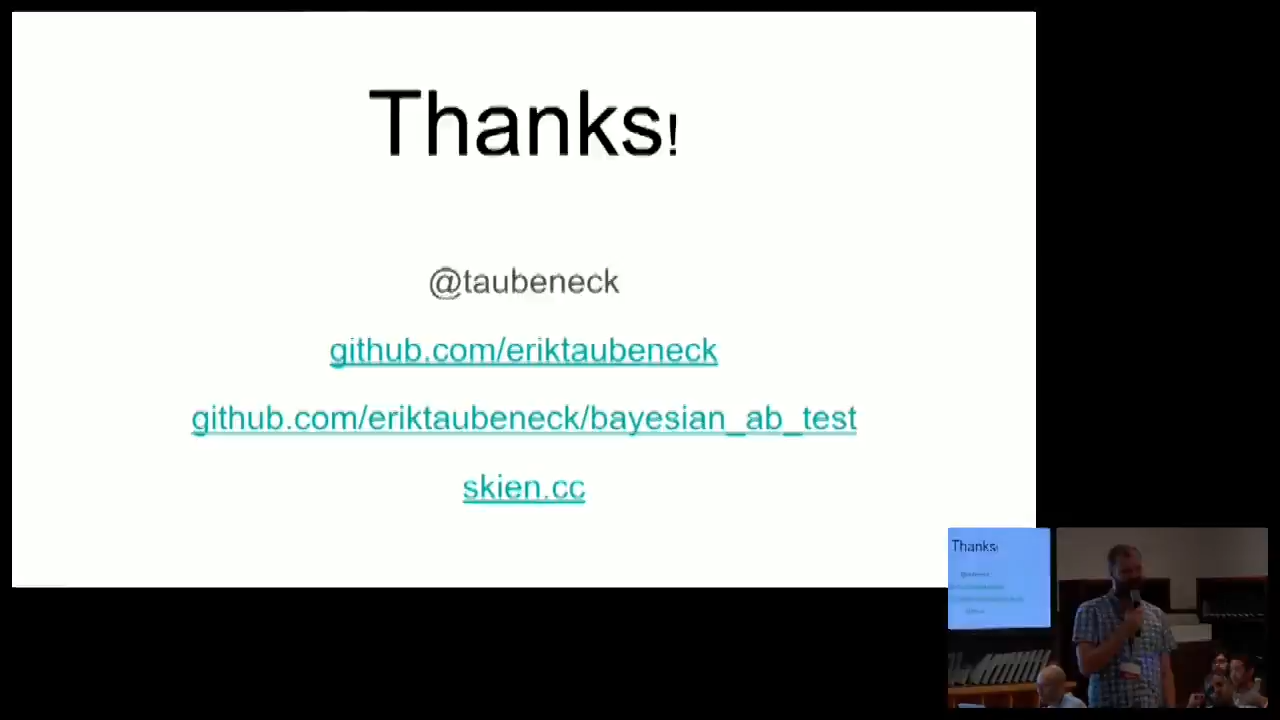 Thanks!
@taubeneck
github.com/eriktaubeneck
github.com/eriktaubeneck/bayesian_ab_test
skien.cc
Thanks!